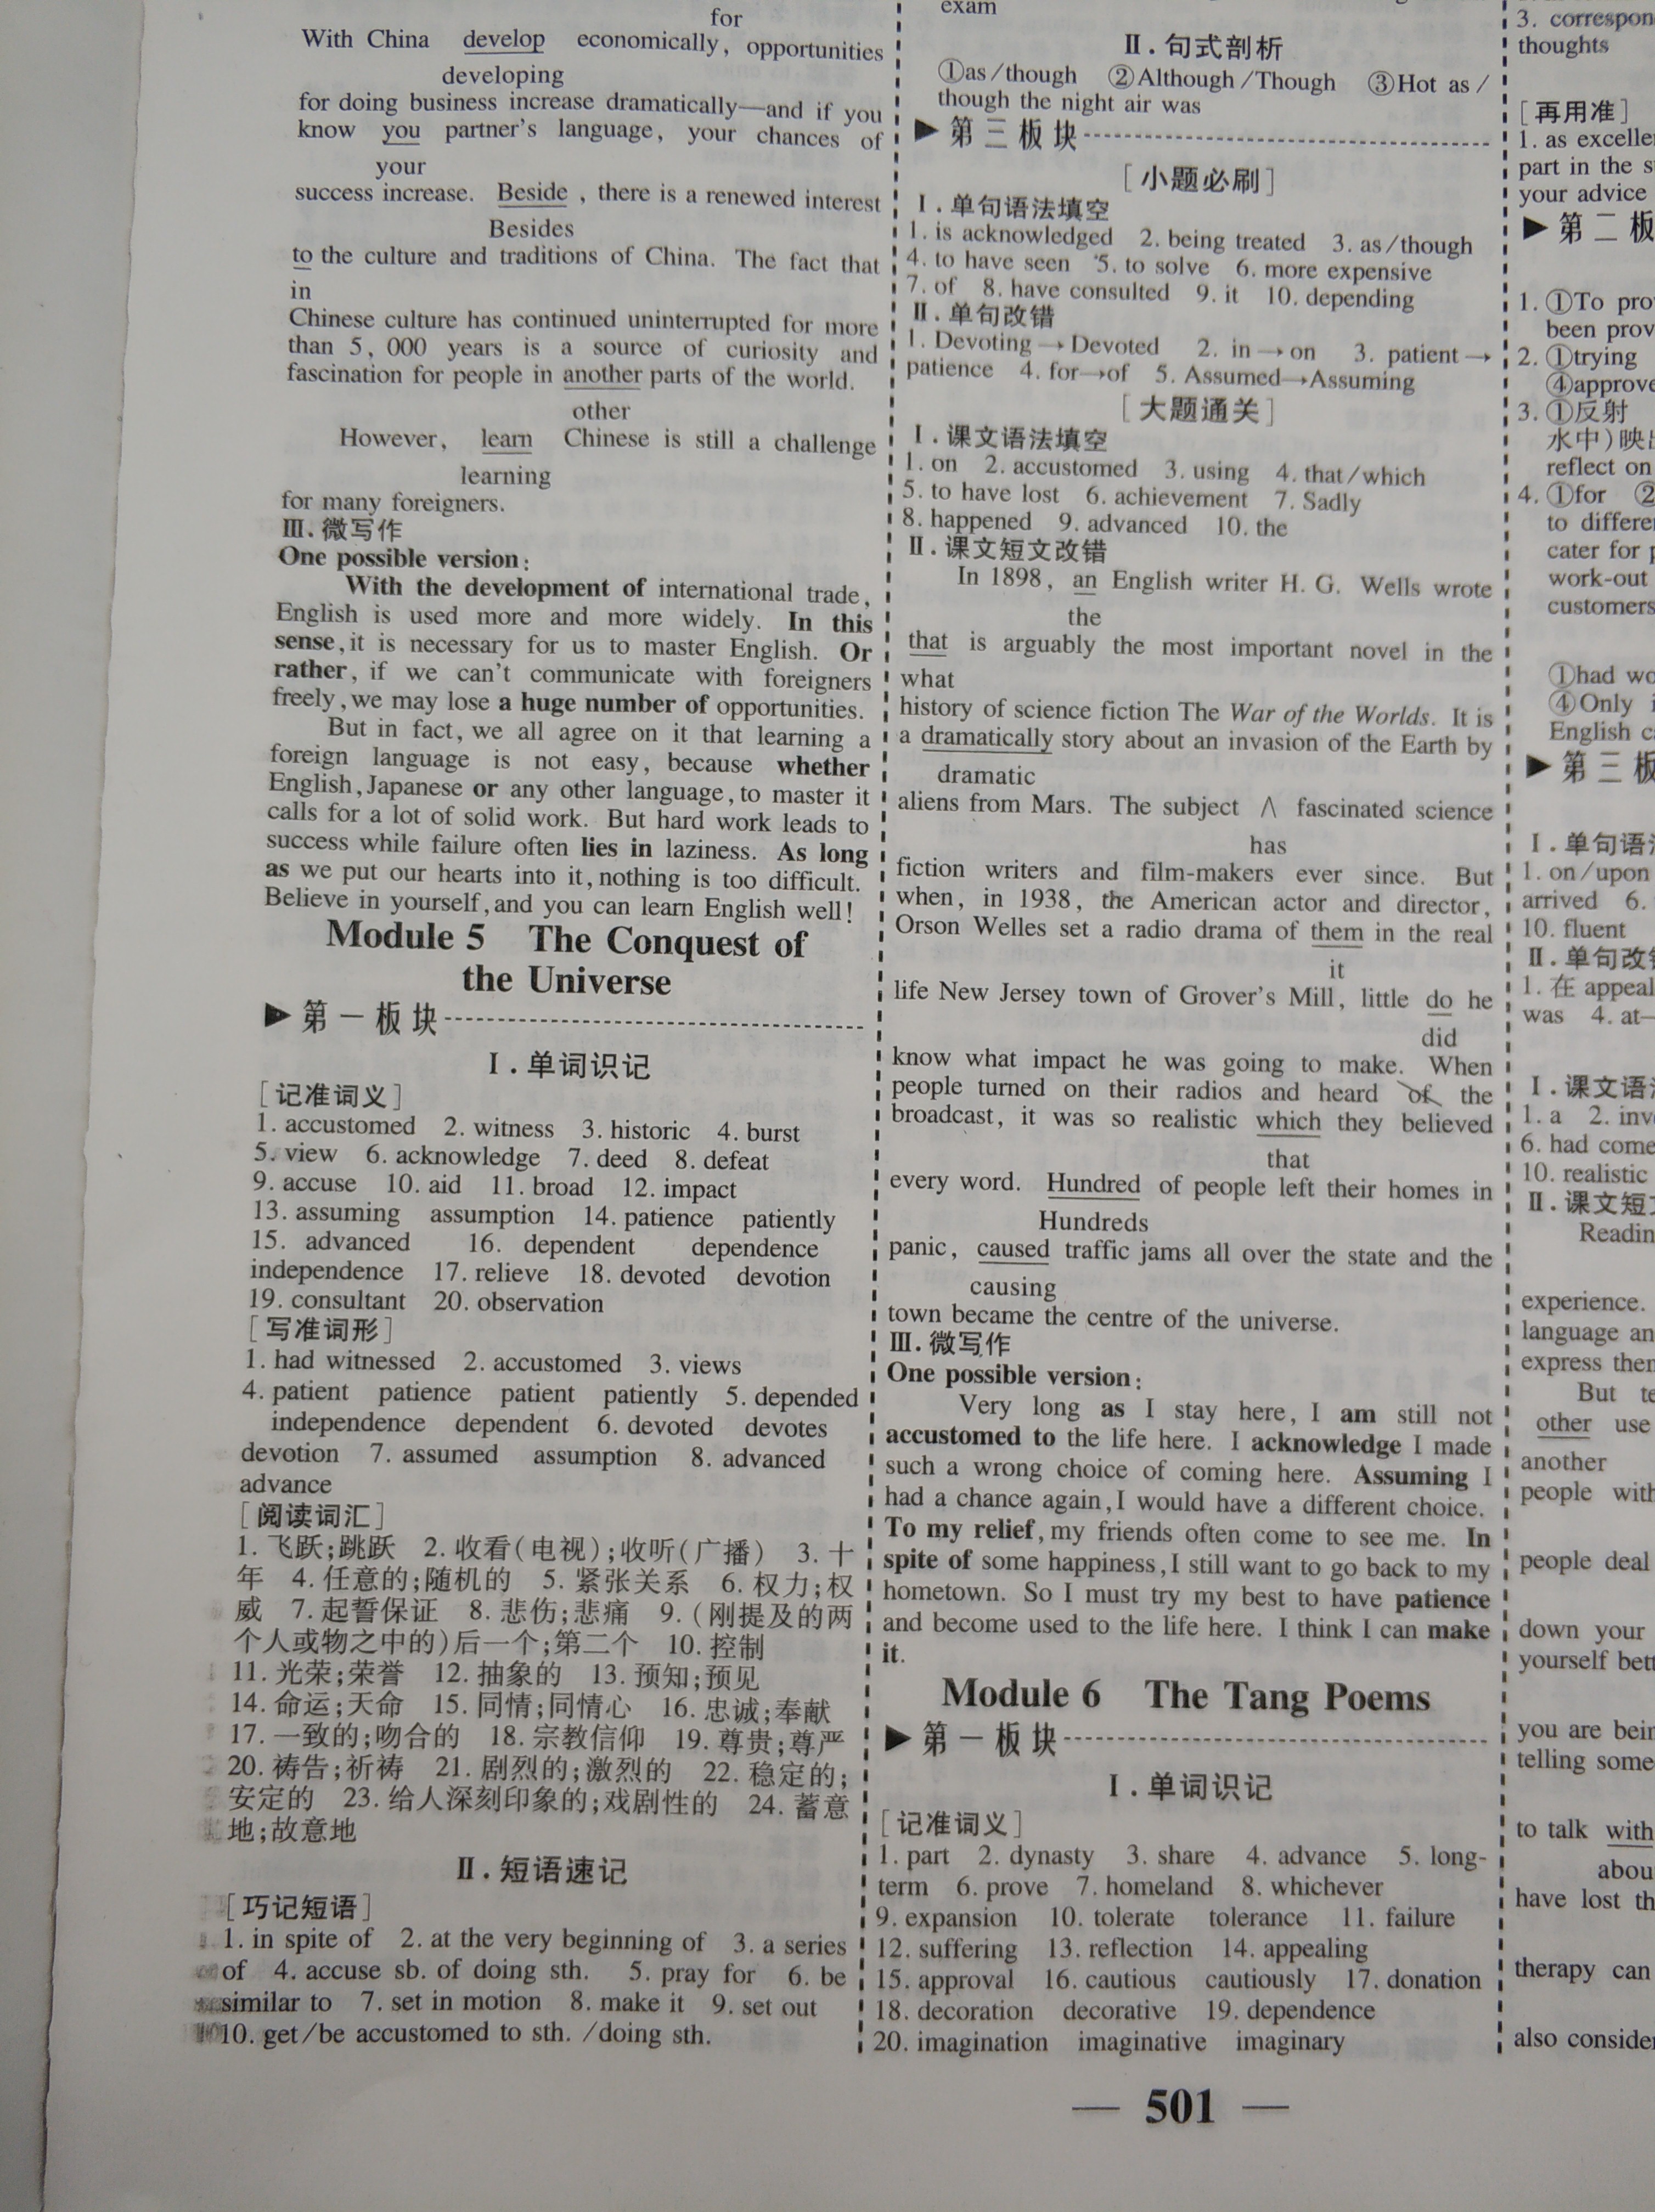 for
With China develop economically, opportunities
developing
for doing business increase dramatically—and if you
know you partner's language, your chances of
your
success increase. Beside, there is a renewed interest
Besides
to the culture and traditions of China. The fact that
in
Chinese culture has continued uninterrupted for more
than 5,000 years is a source of curiosity and
fascination for people in another parts of the world.
other
However, learn Chinese is still a challenge
learning
for many foreigners.
Ⅲ.微写作
One possible version:
With the development of international trade,
English is used more and more widely. In this
sense, it is necessary for us to master English. Or
rather, if we can't communicate with foreigners
freely, we may lose a huge number of opportunities.
But in fact, we all agree on it that learning a
foreign language is not easy, because whether
English, Japanese or any other language, to master it
calls for a lot of solid work. But hard work leads to
success while failure often lies in laziness. As long
as we put our hearts into it, nothing is too difficult.
Believe in yourself, and you can learn English well!
Module 5 The Conquest of
the Universe
▶第一板块
Ⅰ.单词识记
[记准词义]
1. accustomed 2. witness 3. historic 4. burst
5. view 6. acknowledge 7. deed 8. defeat
9. accuse 10. aid 11. broad 12. impact
13. assuming assumption 14. patience patiently
15. advanced 16. dependent dependence
independence 17. relieve 18. devoted devotion
19. consultant 20. observation
[写准词形]
1. had witnessed 2. accustomed 3. views
4. patient patience patient patiently 5. depended
independence dependent 6. devoted devotes
devotion 7. assumed assumption 8. advanced
advance
[阅读词汇]
1. 飞跃;跳跃 2. 收看(电视);收听(广播) 3. 十
年 4. 任意的;随机的 5. 紧张关系 6. 权力;权
威 7. 起誓保证 8. 悲伤;悲痛 9. (刚提及的两
个人或物之中的)后一个;第二个 10. 控制
11. 光荣;荣誉 12. 抽象的 13. 预知;预见
14. 命运;天命 15. 同情;同情心 16. 忠诚;奉献
17. 一致的;吻合的 18. 宗教信仰 19. 尊贵;尊严
20. 祷告;祈祷 21. 剧烈的;激烈的 22. 稳定的;
安定的 23. 给人深刻印象的;戏剧性的 24. 蓄意
地;故意地
Ⅱ.短语速记
[巧记短语]
1. in spite of 2. at the very beginning of 3. a series
of 4. accuse sb. of doing sth. 5. pray for 6. be
similar to 7. set in motion 8. make it 9. set out
10. get/be accustomed to sth. /doing sth.
exam
Ⅱ.句式剖析
①as/though ②Although/Though ③Hot as/
though the night air was
▶第三板块
[小题必刷]
Ⅰ.单句语法填空
1. is acknowledged 2. being treated 3. as/though
4. to have seen 5. to solve 6. more expensive
7. of 8. have consulted 9. it 10. depending
Ⅱ.单句改错
1. Devoting→Devoted 2. in→on 3. patient→
patience 4. for→of 5. Assumed→Assuming
[大题通关]
Ⅰ.课文语法填空
1. on 2. accustomed 3. using 4. that/which
5. to have lost 6. achievement 7. Sadly
8. happened 9. advanced 10. the
Ⅱ.课文短文改错
In 1898, an English writer H. G. Wells wrote
the
that is arguably the most important novel in the
what
history of science fiction The War of the Worlds. It is
a dramatically story about an invasion of the Earth by
dramatic
aliens from Mars. The subject ∧ fascinated science
has
fiction writers and film-makers ever since. But
when, in 1938, the American actor and director,
Orson Welles set a radio drama of them in the real
it
life New Jersey town of Grover's Mill, little do he
did
know what impact he was going to make. When
people turned on their radios and heard of the
broadcast, it was so realistic which they believed
that
every word. Hundred of people left their homes in
Hundreds
panic, caused traffic jams all over the state and the
causing
town became the centre of the universe.
Ⅲ.微写作
One possible version:
Very long as I stay here, I am still not
accustomed to the life here. I acknowledge I made
such a wrong choice of coming here. Assuming I
had a chance again, I would have a different choice.
To my relief, my friends often come to see me. In
spite of some happiness, I still want to go back to my
hometown. So I must try my best to have patience
and become used to the life here. I think I can make
it.
Module 6 The Tang Poems
▶第一板块
Ⅰ.单词识记
[记准词义]
1. part 2. dynasty 3. share 4. advance 5. long-
term 6. prove 7. homeland 8. whichever
9. expansion 10. tolerate tolerance 11. failure
12. suffering 13. reflection 14. appealing
15. approval 16. cautious cautiously 17. donation
18. decoration decorative 19. dependence
20. imagination imaginative imaginary
3. correspon
thoughts
[再用准]
1. as excelle
part in the s
your advice
▶第二板
1. ①To pro
been prov
2. ①trying
④approve
3. ①反射
水中)映出
reflect on
4. ①for ②
to differe
cater for p
work-out
customers
①had wo
④Only i
English c
▶第三板
Ⅰ.单句语法
1. on/upon
arrived 6.
10. fluent
Ⅱ.单句改错
1. 在 appeal
was 4. at—
Ⅰ.课文语法
1. a 2. inv
6. had come
10. realistic
Ⅱ.课文短文
Readin
experience.
language an
express then
But te
other use
another
people with
people deal
down your
yourself bett
you are bein
telling some
to talk with
abou
have lost th
therapy can
also consider
— 501 —